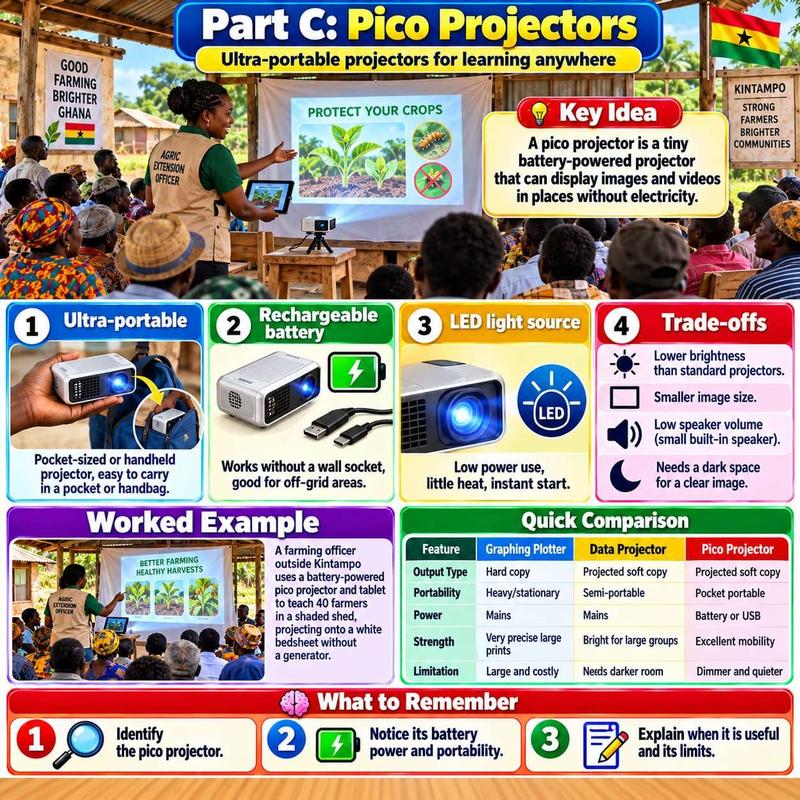 Part C: Pico Projectors
Ultra-portable projectors for learning anywhere
GOOD
FARMING
BRIGHTER
GHANA
AGRIC
EXTENSION
OFFICER
PROTECT YOUR CROPS
KINTAMPO
STRONG
FARMERS
BRIGHTER
COMMUNITIES
Key Idea
A pico projector is a tiny
battery-powered projector
that can display images and videos
in places without electricity.
1 Ultra-portable
Pocket-sized or handheld
projector, easy to carry
in a pocket or handbag.
2 Rechargeable
battery
Works without a wall socket,
good for off-grid areas.
3 LED light source
LED
Low power use,
little heat, instant start.
4 Trade-offs
Lower brightness
than standard projectors.
Smaller image size.
Low speaker volume
(small built-in speaker).
Needs a dark space
for a clear image.
Worked Example
BETTER FARMING
HEALTHY HARVESTS
AGRIC
EXTENSION
OFFICER
A farming officer
outside Kintampo
uses a battery-powered
pico projector and tablet
to teach 40 farmers
in a shaded shed,
projecting onto a white
bedsheet without
a generator.
Quick Comparison
Feature Graphing Plotter Data Projector Pico Projector
Output Type Hard copy Projected soft copy Projected soft copy
Portability Heavy/stationary Semi-portable Pocket portable
Power Mains Mains Battery or USB
Strength Very precise large prints Bright for large groups Excellent mobility
Limitation Large and costly Needs darker room Dimmer and quieter
What to Remember
1 Identify
the pico projector.
2 Notice its battery
power and portability.
3 Explain when it is useful
and its limits.